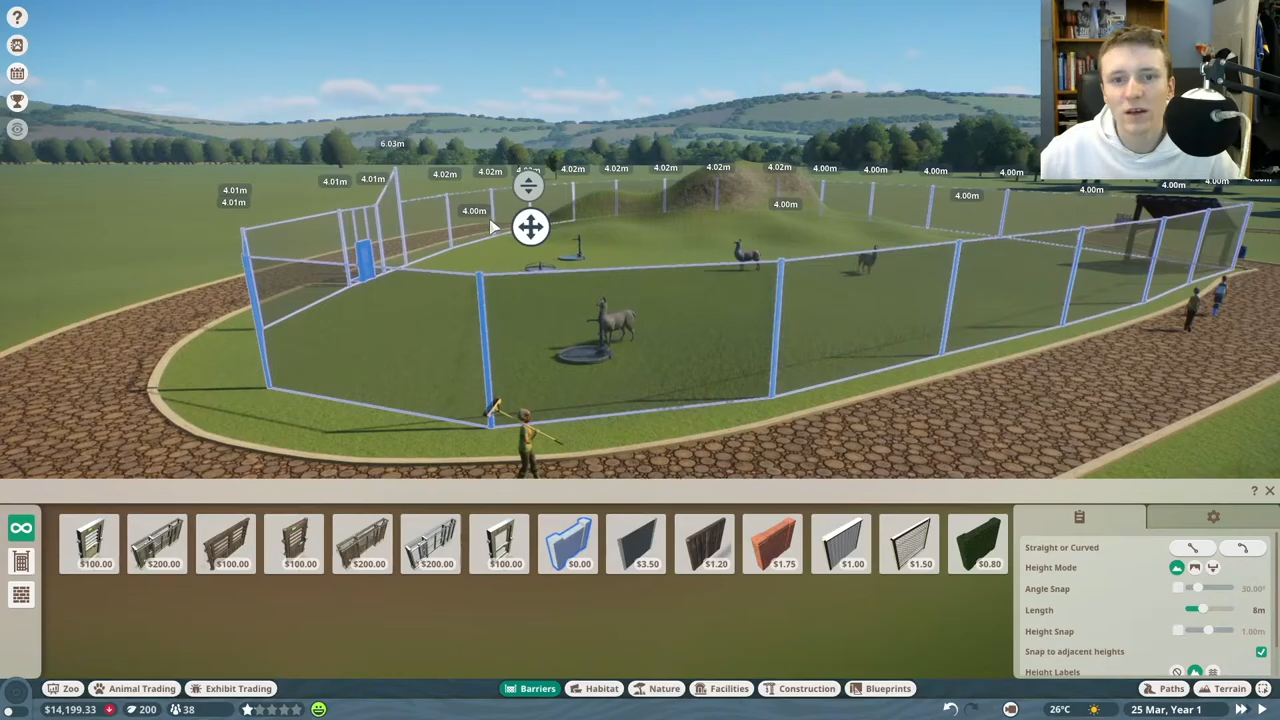 ?
6.03m
4.01m
4.01m
4.02m
4.02m
4.02m
4.02m
4.02m
4.02m
4.00m
4.00m
4.00m
4.00m
4.00m
4.00m
4.01m
4.01m
4.00m
4.00m
4.00m
4.00m
? X
$100.00 $200.00 $100.00 $100.00 $200.00 $200.00 $100.00 $0.00 $3.50 $1.20 $1.75 $1.00 $1.50 $0.80
Straight or Curved
Height Mode
Angle Snap 30.00°
Length 8m
Height Snap 1.00m
Snap to adjacent heights
Height Labels
Zoo Animal Trading Exhibit Trading Barriers Habitat Nature Facilities Construction Blueprints Paths Terrain
$14,199.33 200 38 26°C 25 Mar, Year 1